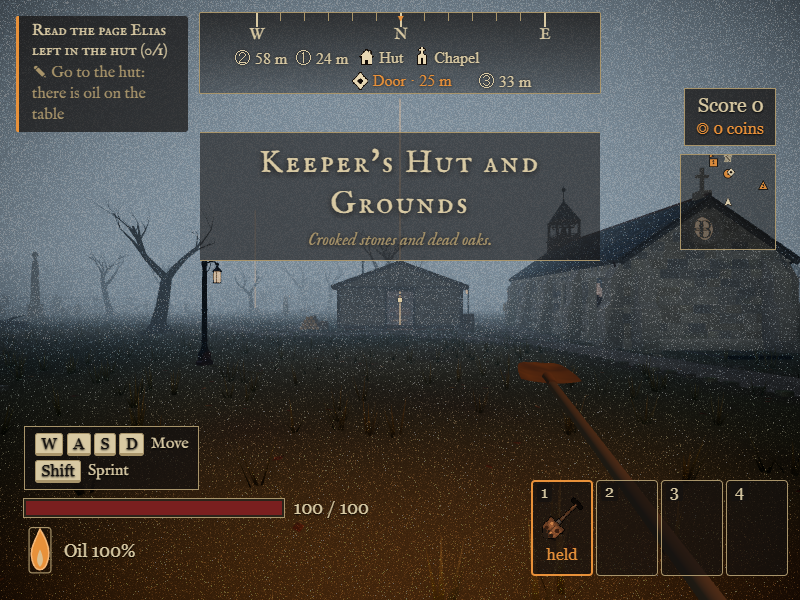 Read the page Elias
left in the hut (0/1)
Go to the hut:
there is oil on the
table
W N E
② 58 m ① 24 m Hut Chapel
Door · 25 m ③ 33 m
Score 0
0 coins
Keeper's Hut and
Grounds
Crooked stones and dead oaks.
W A S D Move
Shift Sprint
100 / 100
Oil 100%
1 2 3 4
held